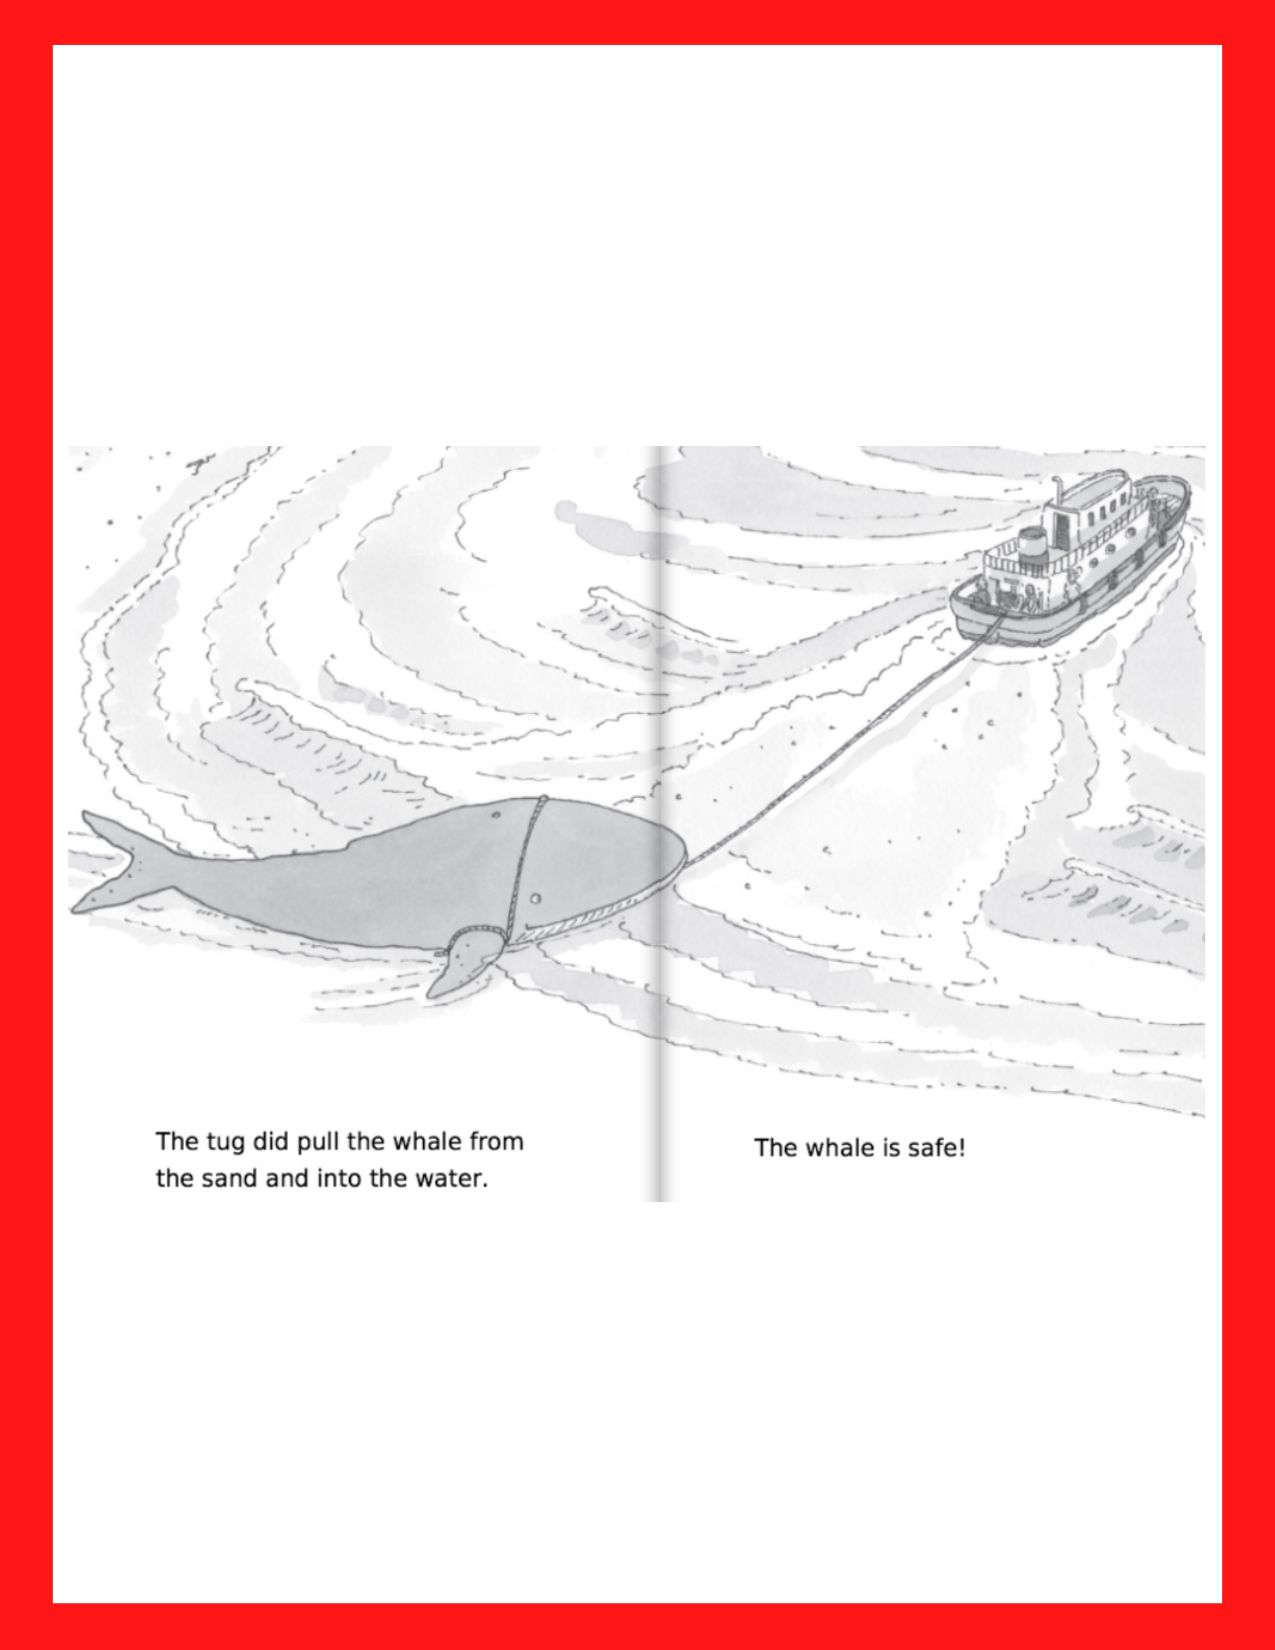 The tug did pull the whale from
the sand and into the water.
The whale is safe!